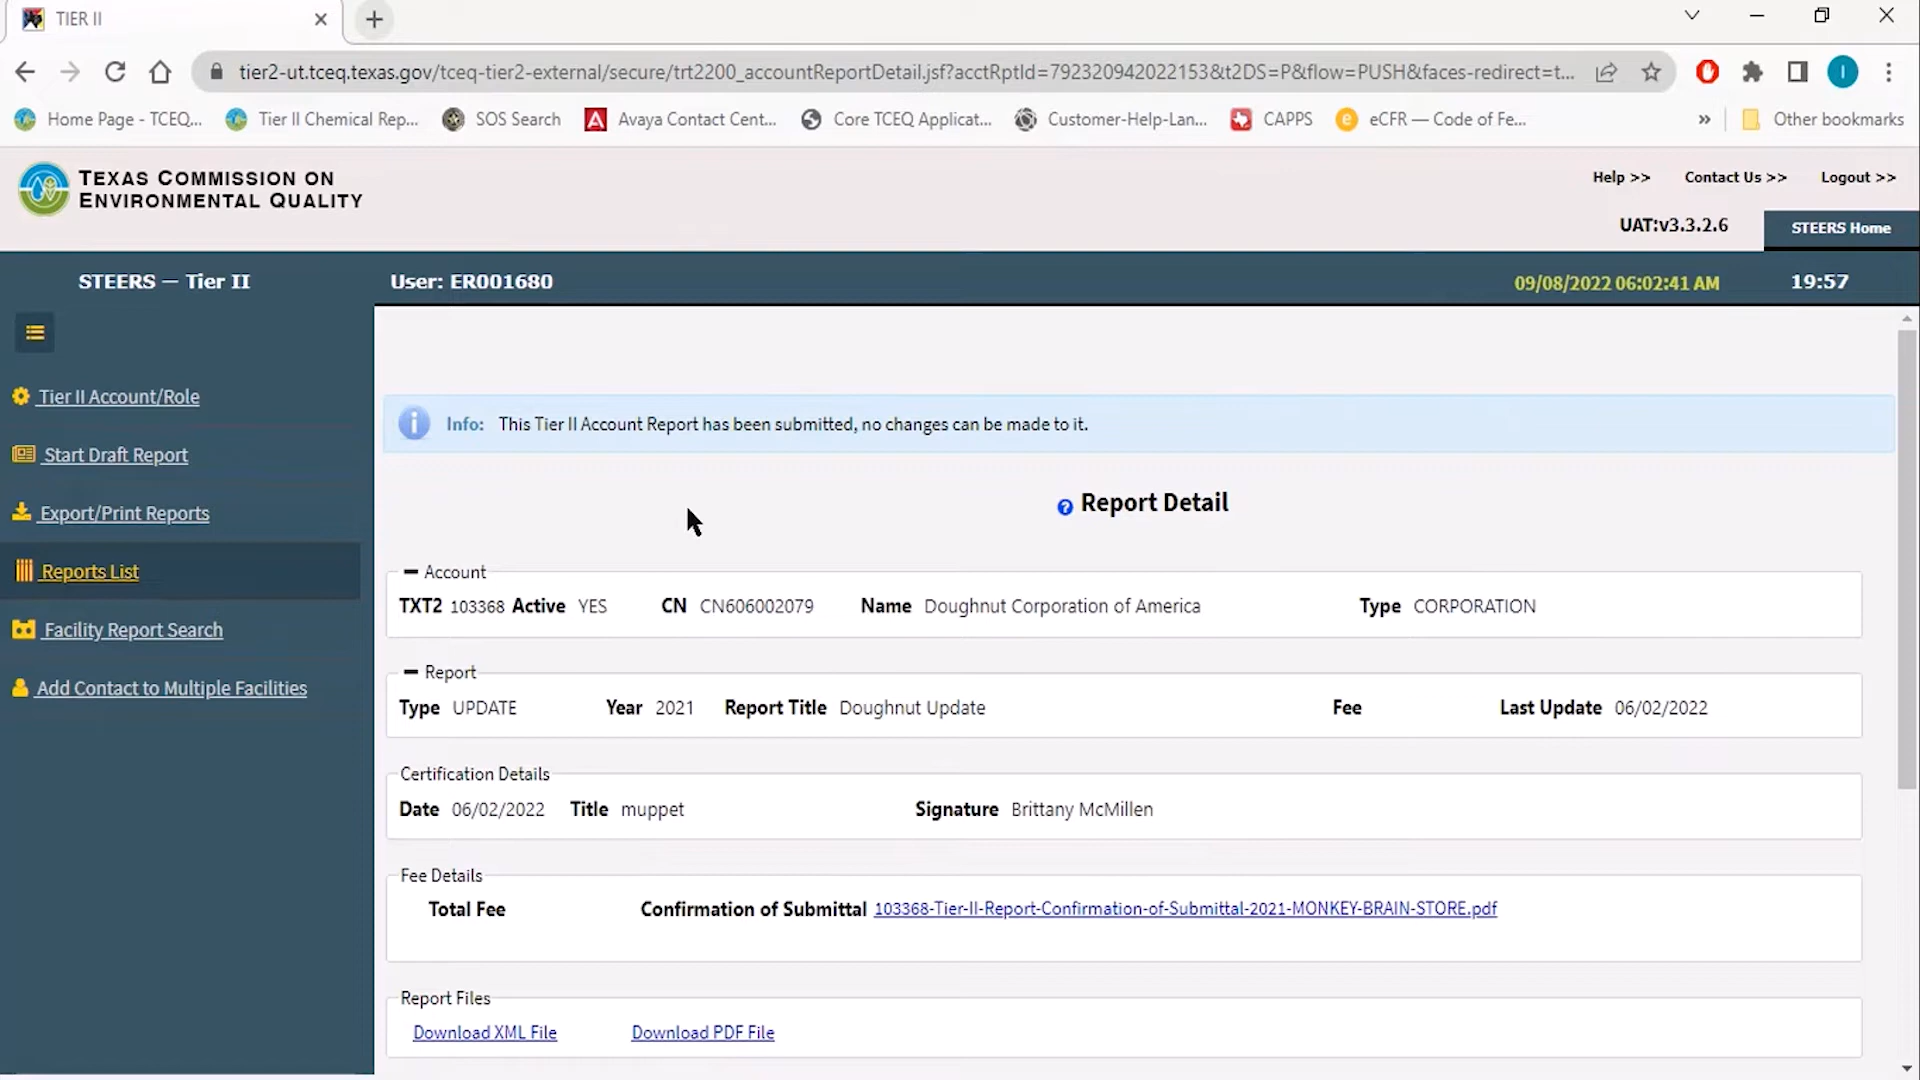 TIER II
tier2-ut.tceq.texas.gov/tceq-tier2-external/secure/trt2200_accountReportDetail.jsf?acctRptId=792320942022153&t2DS=P&flow=PUSH&faces-redirect=t...
I
Home Page - TCEQ... Tier II Chemical Rep... SOS Search Avaya Contact Cent... Core TCEQ Applicat... Customer-Help-Lan... CAPPS eCFR — Code of Fe... » Other bookmarks
TEXAS COMMISSION ON
ENVIRONMENTAL QUALITY
Help >> Contact Us >> Logout >>
UAT:v3.3.2.6 STEERS Home
STEERS — Tier II User: ER001680 09/08/2022 06:02:41 AM 19:57
Tier II Account/Role
Start Draft Report
Export/Print Reports
Reports List
Facility Report Search
Add Contact to Multiple Facilities
Info: This Tier II Account Report has been submitted, no changes can be made to it.
Report Detail
Account
TXT2 103368 Active YES CN CN606002079 Name Doughnut Corporation of America Type CORPORATION
Report
Type UPDATE Year 2021 Report Title Doughnut Update Fee Last Update 06/02/2022
Certification Details
Date 06/02/2022 Title muppet Signature Brittany McMillen
Fee Details
Total Fee Confirmation of Submittal 103368-Tier-II-Report-Confirmation-of-Submittal-2021-MONKEY-BRAIN-STORE.pdf
Report Files
Download XML File Download PDF File